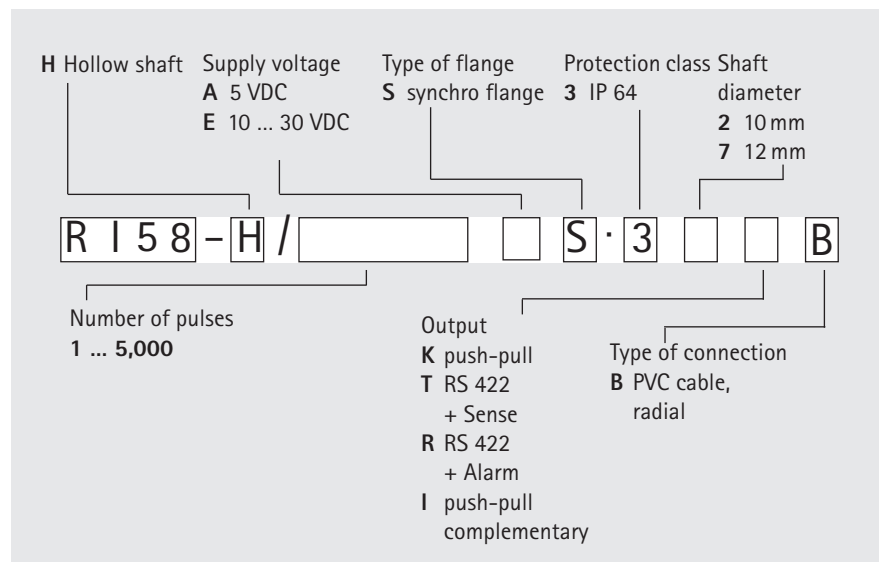 H Hollow shaft
Supply voltage
A 5 VDC
E 10 ... 30 VDC
Type of flange
S synchro flange
Protection class
3 IP 64
Shaft
diameter
2 10 mm
7 12 mm
R I 5 8 – H / S · 3 B
Number of pulses
1 ... 5,000
Output
K push-pull
T RS 422
+ Sense
R RS 422
+ Alarm
I push-pull
complementary
Type of connection
B PVC cable,
radial